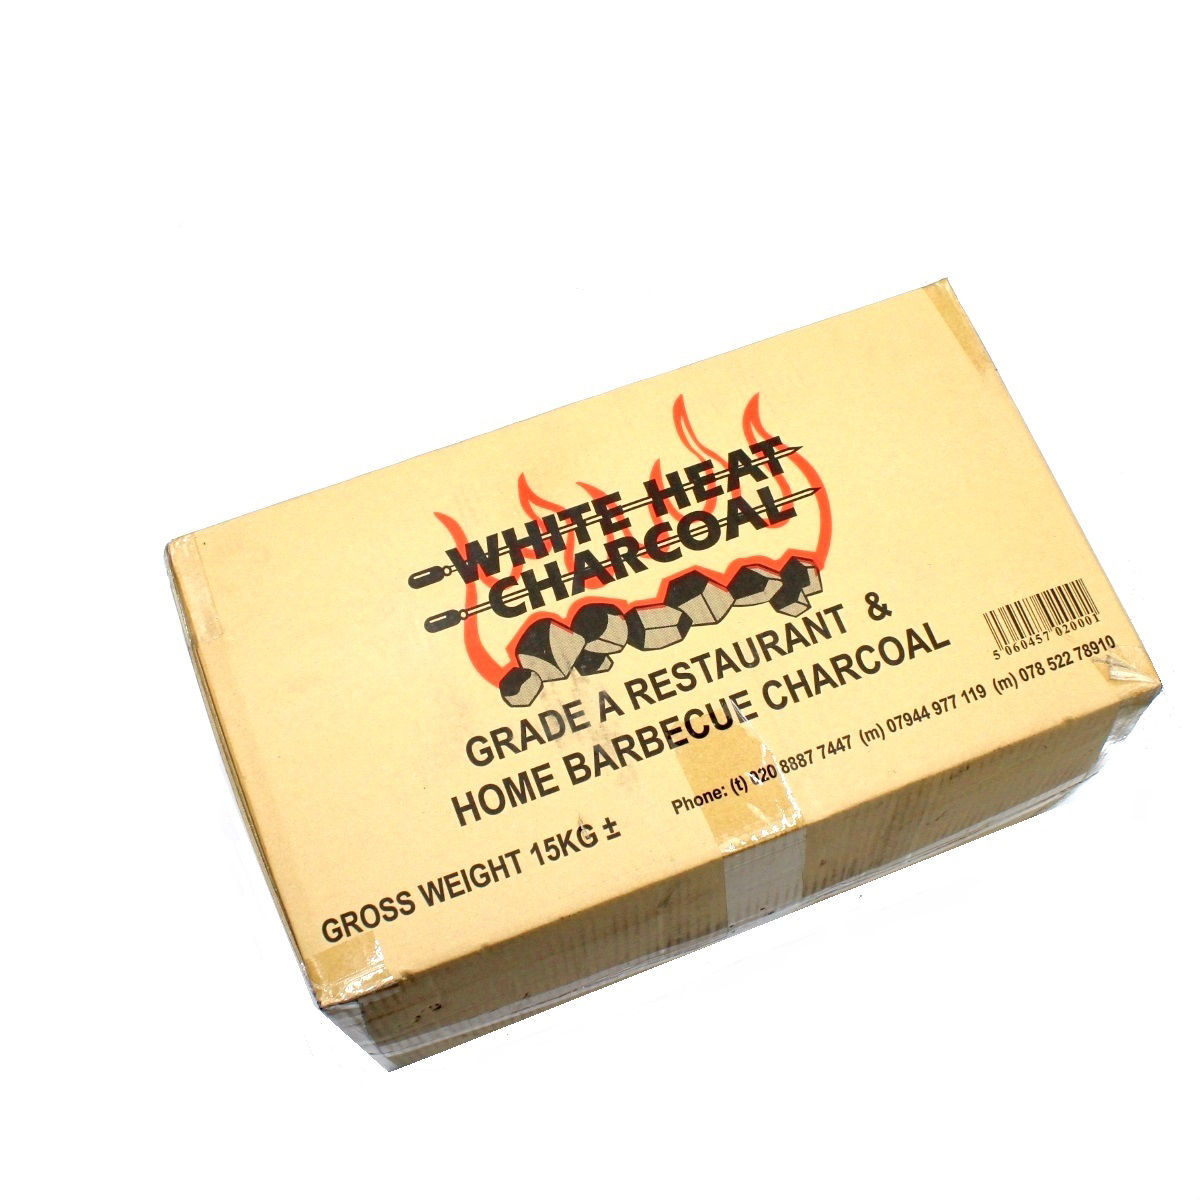 WHITE HEAT
CHARCOAL
GRADE A RESTAURANT &
HOME BARBECUE CHARCOAL
GROSS WEIGHT 15KG ±
Phone: (t) 020 8887 7447 (m) 07944 977 119 (m) 078 522 78910
5 060457 020001